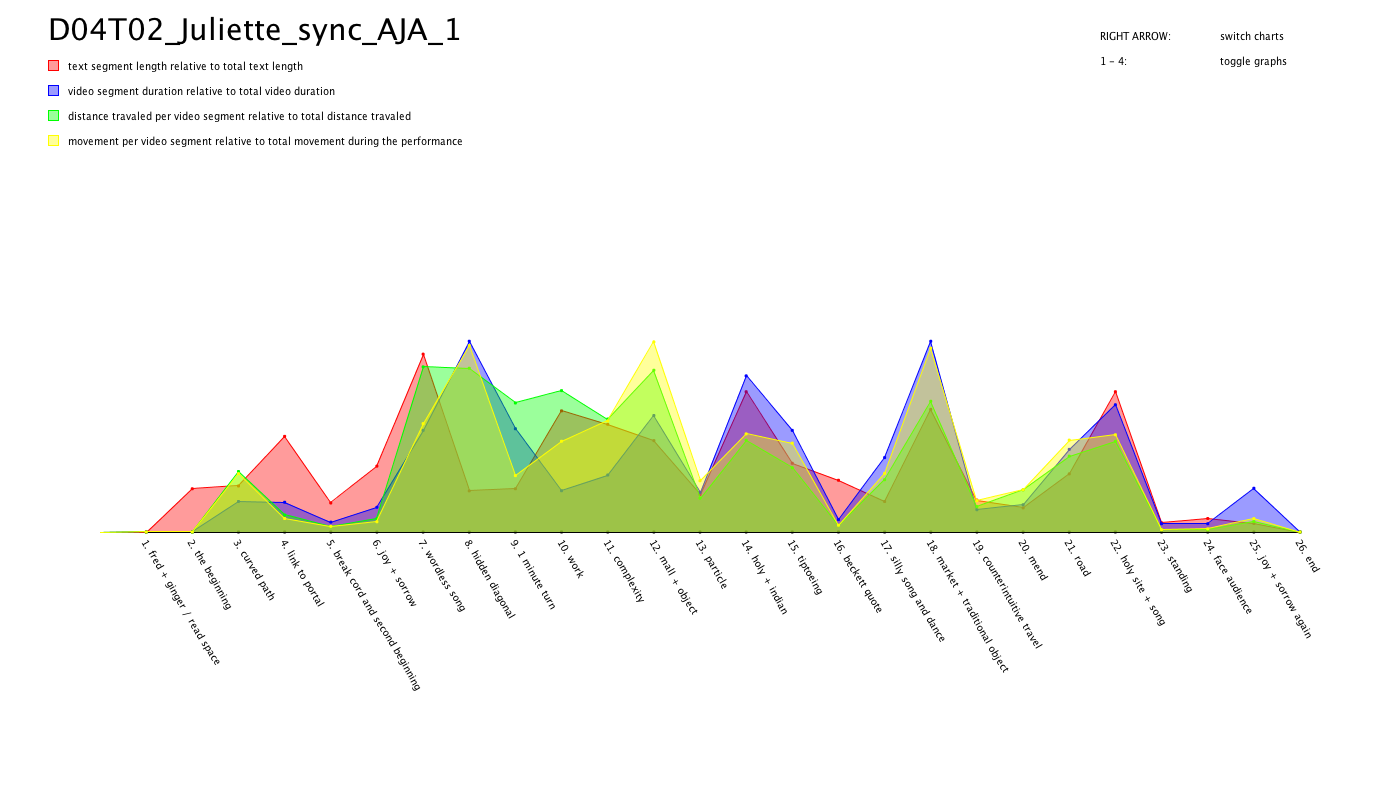 D04T02_Juliette_sync_AJA_1
RIGHT ARROW: switch charts
1 - 4: toggle graphs
text segment length relative to total text length
video segment duration relative to total video duration
distance travaled per video segment relative to total distance travaled
movement per video segment relative to total movement during the performance
1. fred + ginger / read space
2. the beginning
3. curved path
4. link to portal
5. break cord and second beginning
6. joy + sorrow
7. wordless song
8. hidden diagonal
9. 1 minute turn
10. work
11. complexity
12. mall + object
13. particle
14. holy + indian
15. tiptoeing
16. beckett quote
17. silly song and dance
18. market + traditional object
19. counterintuitive travel
20. mend
21. road
22. holy site + song
23. standing
24. face audience
25. joy + sorrow again
26. end